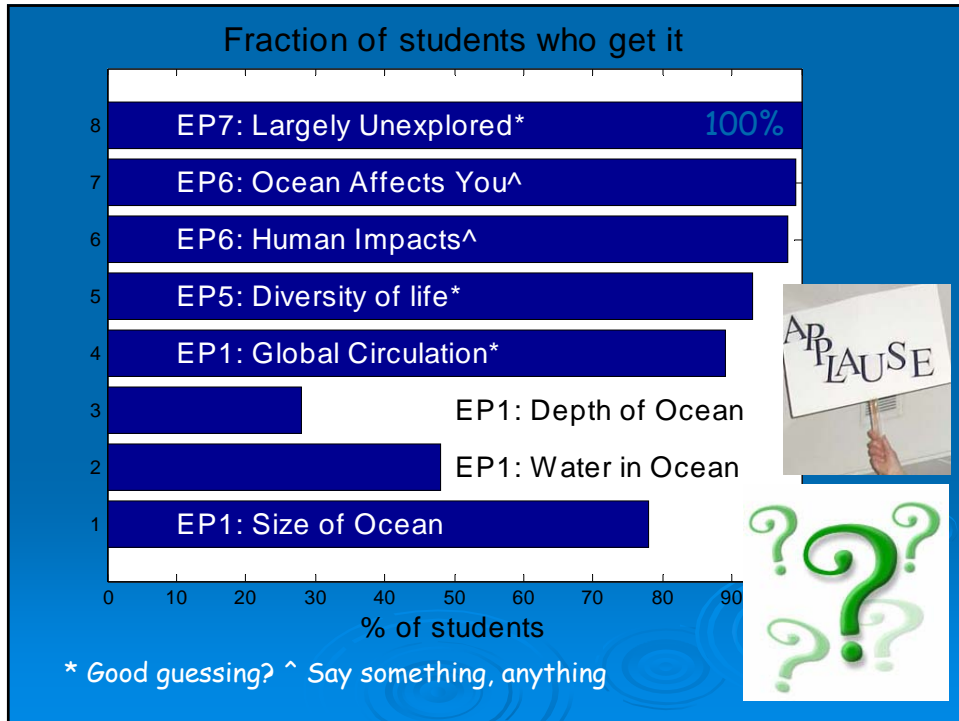 Fraction of students who get it
8
EP7: Largely Unexplored*
100%
7
EP6: Ocean Affects You^
6
EP6: Human Impacts^
5
EP5: Diversity of life*
4
EP1: Global Circulation*
3
EP1: Depth of Ocean
2
EP1: Water in Ocean
1
EP1: Size of Ocean
APPLAUSE
0 10 20 30 40 50 60 70 80 90
% of students
* Good guessing? ^ Say something, anything
? ? ? ? ?